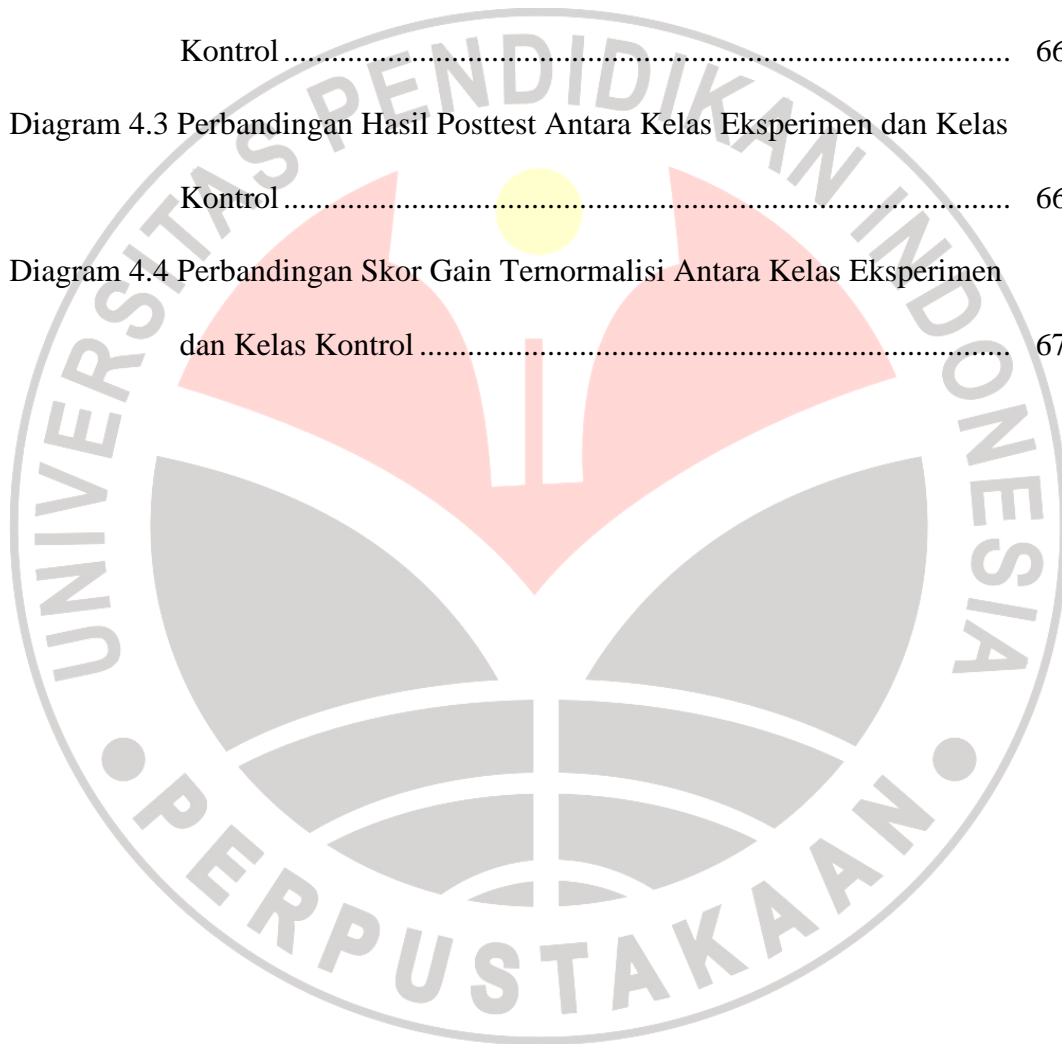 Kontrol ........................................................................................ 66
Diagram 4.3 Perbandingan Hasil Posttest Antara Kelas Eksperimen dan Kelas
Kontrol ........................................................................................ 66
Diagram 4.4 Perbandingan Skor Gain Ternormalisi Antara Kelas Eksperimen
dan Kelas Kontrol ....................................................................... 67
UNIVERSITAS PENDIDIKAN INDONESIA
PERPUSTAKAAN